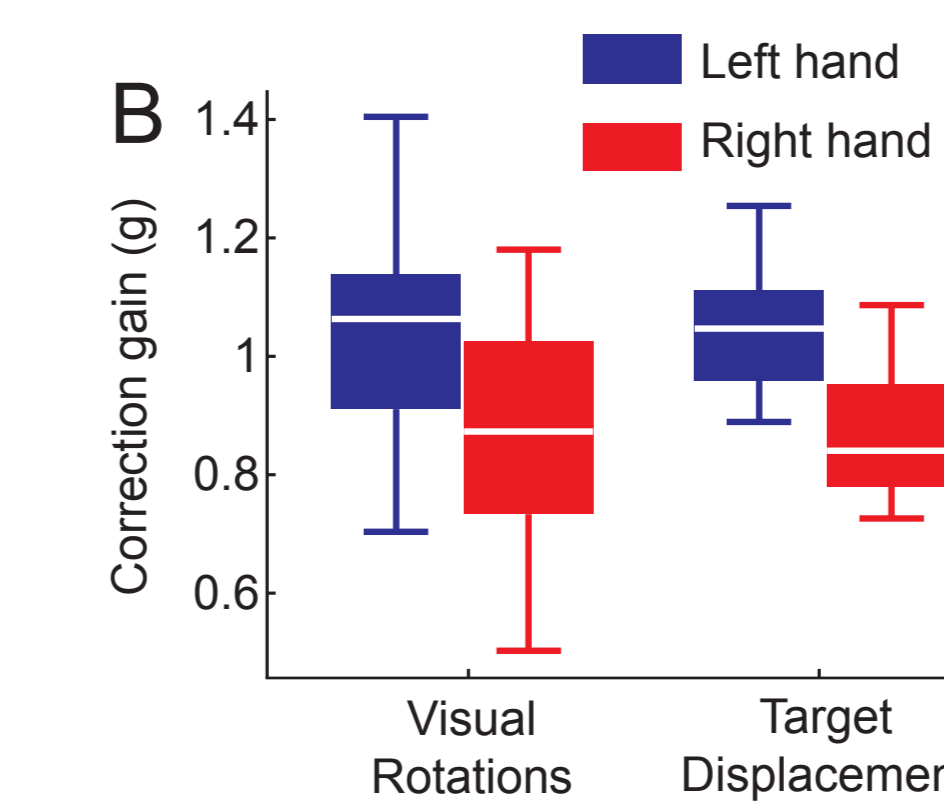 B
Left hand
Right hand
Correction gain (g)
1.4
1.2
1
0.8
0.6
Visual
Rotations
Target